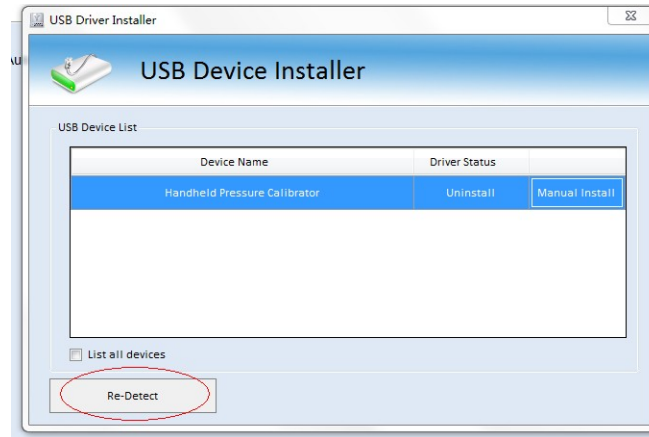 USB Driver Installer
USB Device Installer
USB Device List
Device Name Driver Status
Handheld Pressure Calibrator Uninstall Manual Install
List all devices
Re-Detect